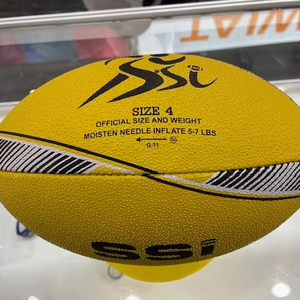 ssi
SIZE 4
OFFICIAL SIZE AND WEIGHT
MOISTEN NEEDLE INFLATE 5-7 LBS
G-11
ssi